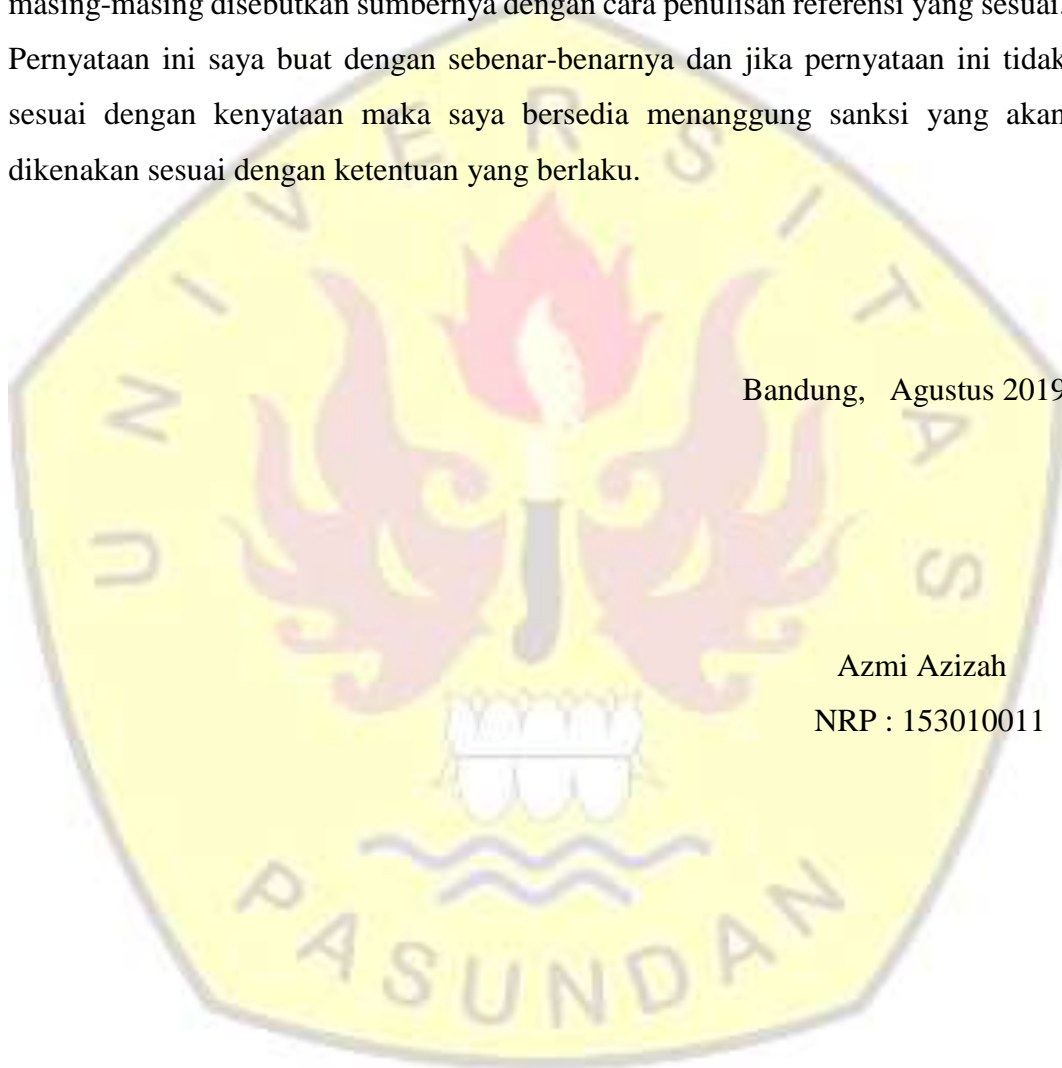 masing-masing disebutkan sumbernya dengan cara penulisan referensi yang sesuai.
Pernyataan ini saya buat dengan sebenar-benarnya dan jika pernyataan ini tidak
sesuai dengan kenyataan maka saya bersedia menanggung sanksi yang akan
dikenakan sesuai dengan ketentuan yang berlaku.
UNIVERSITAS
Bandung, Agustus 2019
Azmi Azizah
NRP : 153010011
PASUNDAN